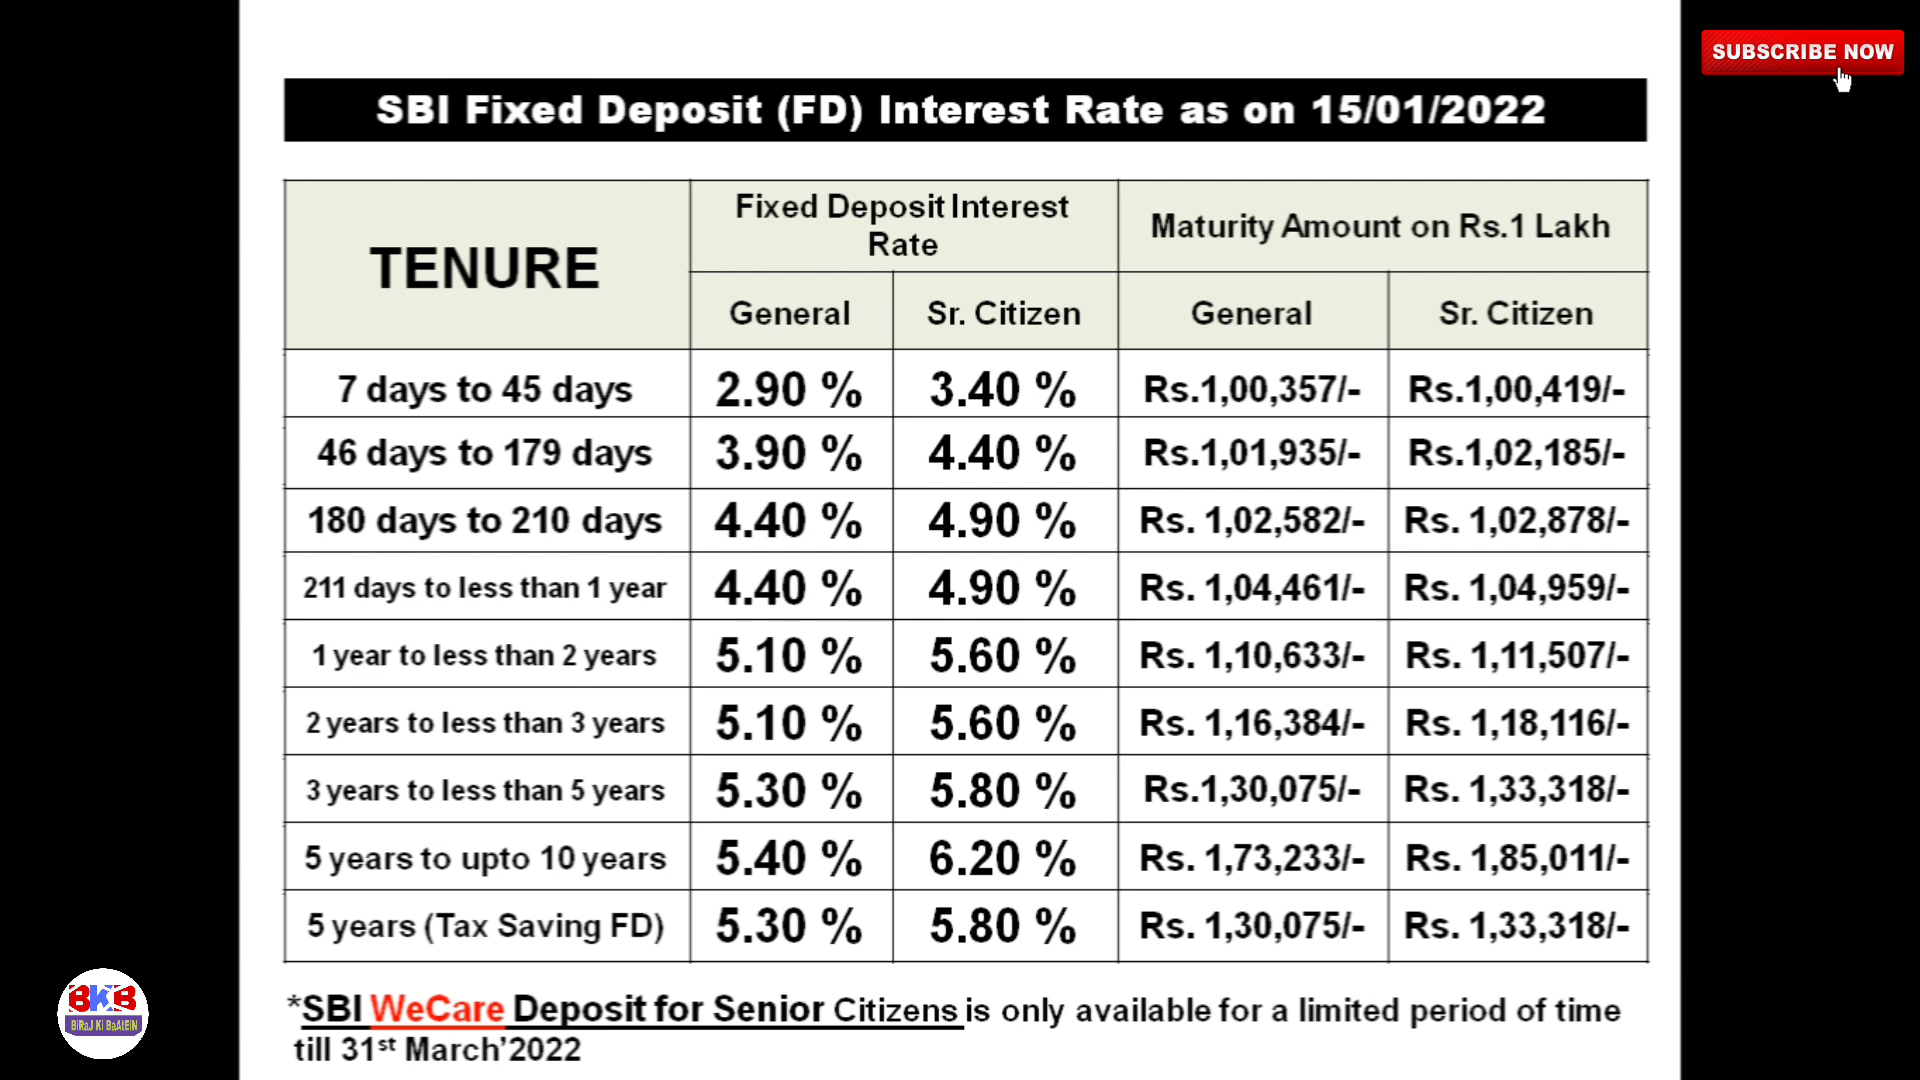 SUBSCRIBE NOW
SBI Fixed Deposit (FD) Interest Rate as on 15/01/2022
TENURE
Fixed Deposit Interest
Rate
Maturity Amount on Rs.1 Lakh
General Sr. Citizen General Sr. Citizen
7 days to 45 days 2.90 % 3.40 % Rs.1,00,357/- Rs.1,00,419/-
46 days to 179 days 3.90 % 4.40 % Rs.1,01,935/- Rs.1,02,185/-
180 days to 210 days 4.40 % 4.90 % Rs. 1,02,582/- Rs. 1,02,878/-
211 days to less than 1 year 4.40 % 4.90 % Rs. 1,04,461/- Rs. 1,04,959/-
1 year to less than 2 years 5.10 % 5.60 % Rs. 1,10,633/- Rs. 1,11,507/-
2 years to less than 3 years 5.10 % 5.60 % Rs. 1,16,384/- Rs. 1,18,116/-
3 years to less than 5 years 5.30 % 5.80 % Rs.1,30,075/- Rs. 1,33,318/-
5 years to upto 10 years 5.40 % 6.20 % Rs. 1,73,233/- Rs. 1,85,011/-
5 years (Tax Saving FD) 5.30 % 5.80 % Rs. 1,30,075/- Rs. 1,33,318/-
*SBI WeCare Deposit for Senior Citizens is only available for a limited period of time
till 31st March'2022
BKB
BiRaJ Ki BaAtEiN